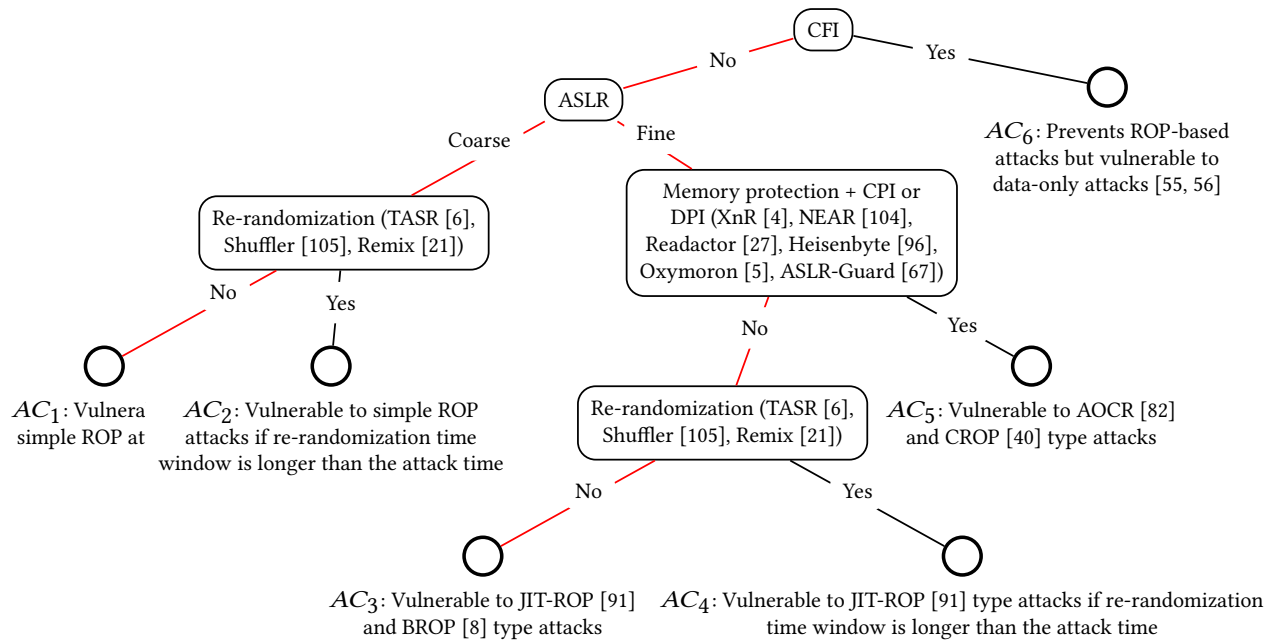 CFI
No
Yes
ASLR
Coarse
Fine
AC6: Prevents ROP-based
attacks but vulnerable to
data-only attacks [55, 56]
Re-randomization (TASR [6],
Shuffler [105], Remix [21])
Memory protection + CPI or
DPI (XnR [4], NEAR [104],
Readactor [27], Heisenbyte [96],
Oxymoron [5], ASLR-Guard [67])
No
Yes
No
Yes
AC1: Vulnera
simple ROP at
AC2: Vulnerable to simple ROP
attacks if re-randomization time
window is longer than the attack time
Re-randomization (TASR [6],
Shuffler [105], Remix [21])
AC5: Vulnerable to AOCR [82]
and CROP [40] type attacks
No
Yes
AC3: Vulnerable to JIT-ROP [91]
and BROP [8] type attacks
AC4: Vulnerable to JIT-ROP [91] type attacks if re-randomization
time window is longer than the attack time